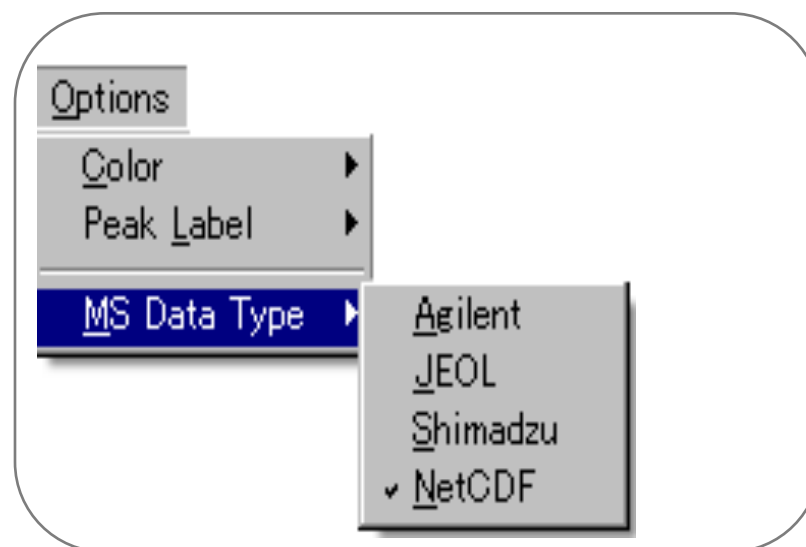 Options
Color
Peak Label
MS Data Type
Agilent
JEOL
Shimadzu
NetCDF